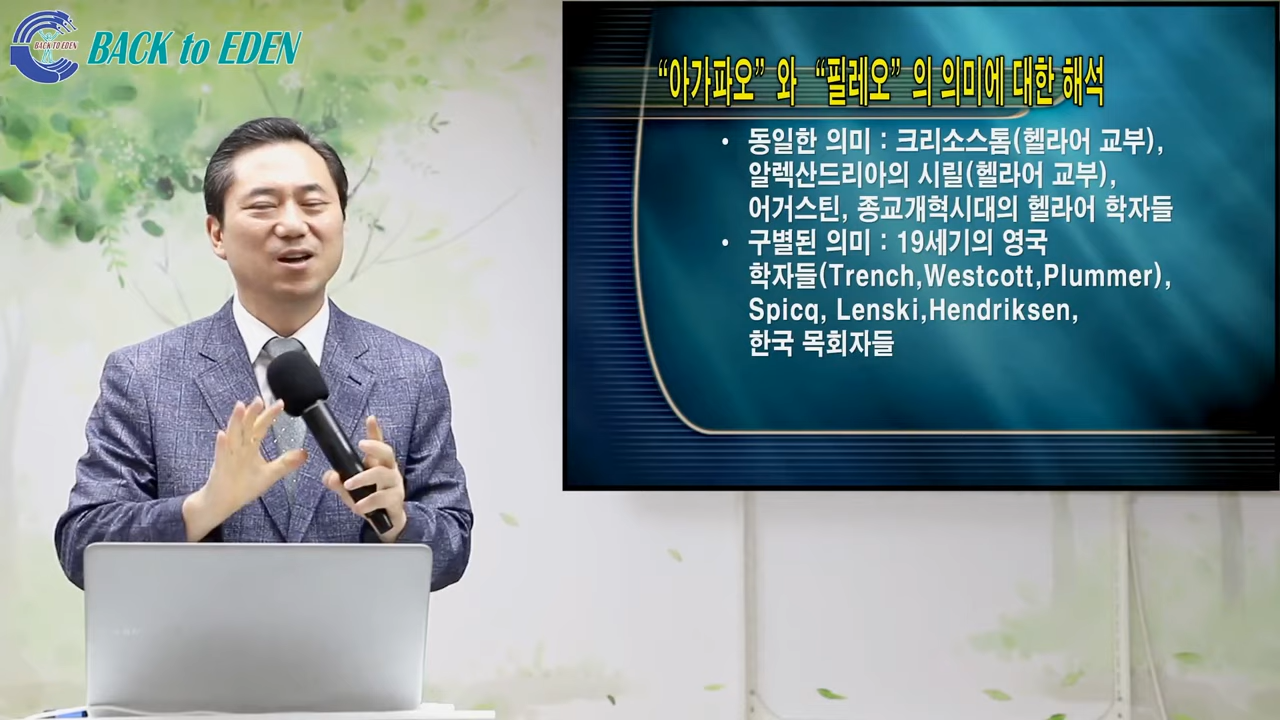 BACK TO EDEN
BACK to EDEN
“아가파오” 와 “필레오” 의 의미에 대한 해석
• 동일한 의미 : 크리소스톰(헬라어 교부),
알렉산드리아의 시릴(헬라어 교부),
어거스틴, 종교개혁시대의 헬라어 학자들
• 구별된 의미 : 19세기의 영국
학자들(Trench,Westcott,Plummer),
Spicq, Lenski,Hendriksen,
한국 목회자들